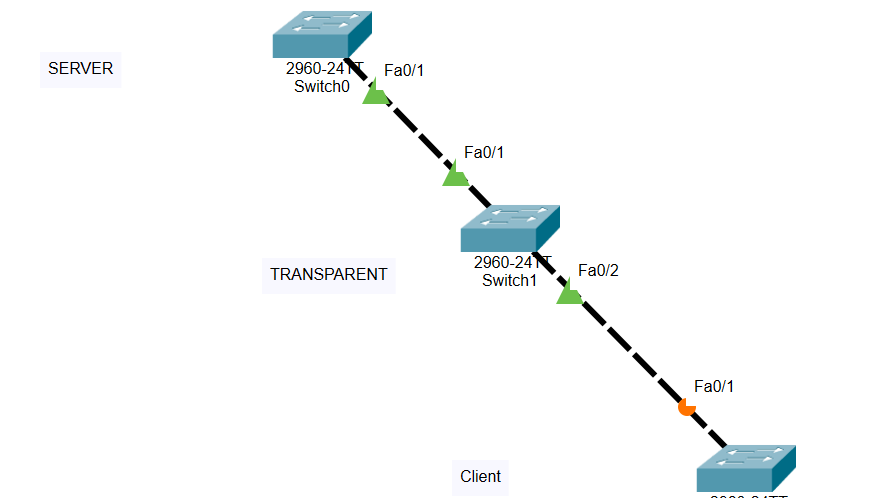 SERVER
2960-24TT
Switch0
Fa0/1
Fa0/1
2960-24TT
Switch1
TRANSPARENT
Fa0/2
Fa0/1
Client